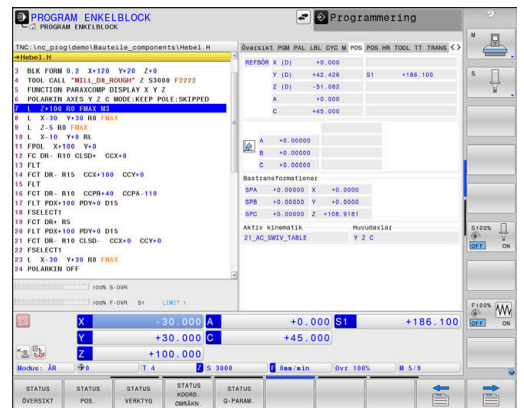 PROGRAM ENKELBLOCK
PROGRAM ENKELBLOCK
Programmering
TNC:\nc_prog\demo\Bauteile_components\Hebel.H
→Hebel.H
3 BLK FORM 0.2 X+120 Y+20 Z+0
4 TOOL CALL "MILL_D8_ROUGH" Z S3000 F2222
5 FUNCTION PARAXCOMP DISPLAY X Y Z
6 POLARKIN AXES Y Z C MODE:KEEP POLE:SKIPPED
7 L Z+100 R0 FMAX M3
8 L X-30 Y+30 R0 FMAX
9 L Z-5 R0 FMAX
10 L X-10 Y+0 RL
11 FPOL X+100 Y+0
12 FC DR- R10 CLSD+ CCX+0
13 FLT
14 FCT DR- R15 CCX+100 CCY+0
15 FLT
16 FCT DR- R10 CCPR+40 CCPA-110
17 FLT PDX+100 PDY+0 D15
18 FSELECT1
19 FCT DR+ R5
20 FLT PDX+100 PDY+0 D15
21 FCT DR- R10 CLSD- CCX+0 CCY+0
22 FSELECT1
23 L X-30 Y+30 R0 FMAX
24 POLARKIN OFF
100% S-OVR
100% F-OVR S1 LIMIT 1
Översikt PGM PAL LBL CYC M POS POS HR TOOL TT TRANS
REFBÖR X (D) +0.000
Y (D) +42.426 S1 +186.100
Z (D) -51.082
A +0.000
C +45.000
A +0.00000
B +0.00000
C +0.00000
Bastransformationer
SPA +0.00000 X +0.0000
SPB +0.00000 Y +0.0000
SPC +0.00000 Z +108.9181
Aktiv kinematik Huvudaxlar
21_AC_SWIV_TABLE Y Z C
X -30.000 A +0.000 S1 +186.100
Y +30.000 C +45.000
Z +100.000
Modus: ÄR 0 T 4 Z S 3000 F 0mm/min Ovr 100% M 5/9
STATUS ÖVERSIKT
STATUS POS.
STATUS VERKTYG
STATUS KOORD. OMRÄKN.
STATUS Q-PARAM.
M
S
S100%
OFF ON
F100%
OFF ON